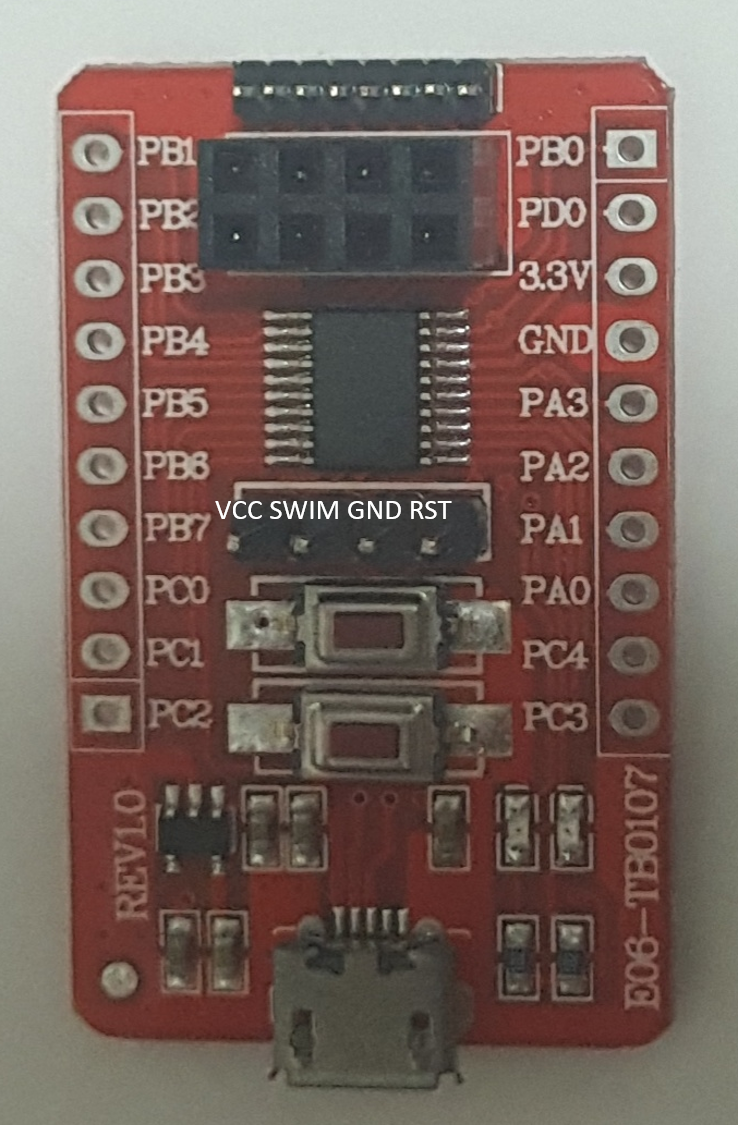 PB1 PB0
PB2 PD0
PB3 3.3V
PB4 GND
PB5 PA3
PB6 PA2
VCC SWIM GND RST
PB7 PA1
PC0 PA0
PC1 PC4
PC2 PC3
REV1.0
E06-TB0107